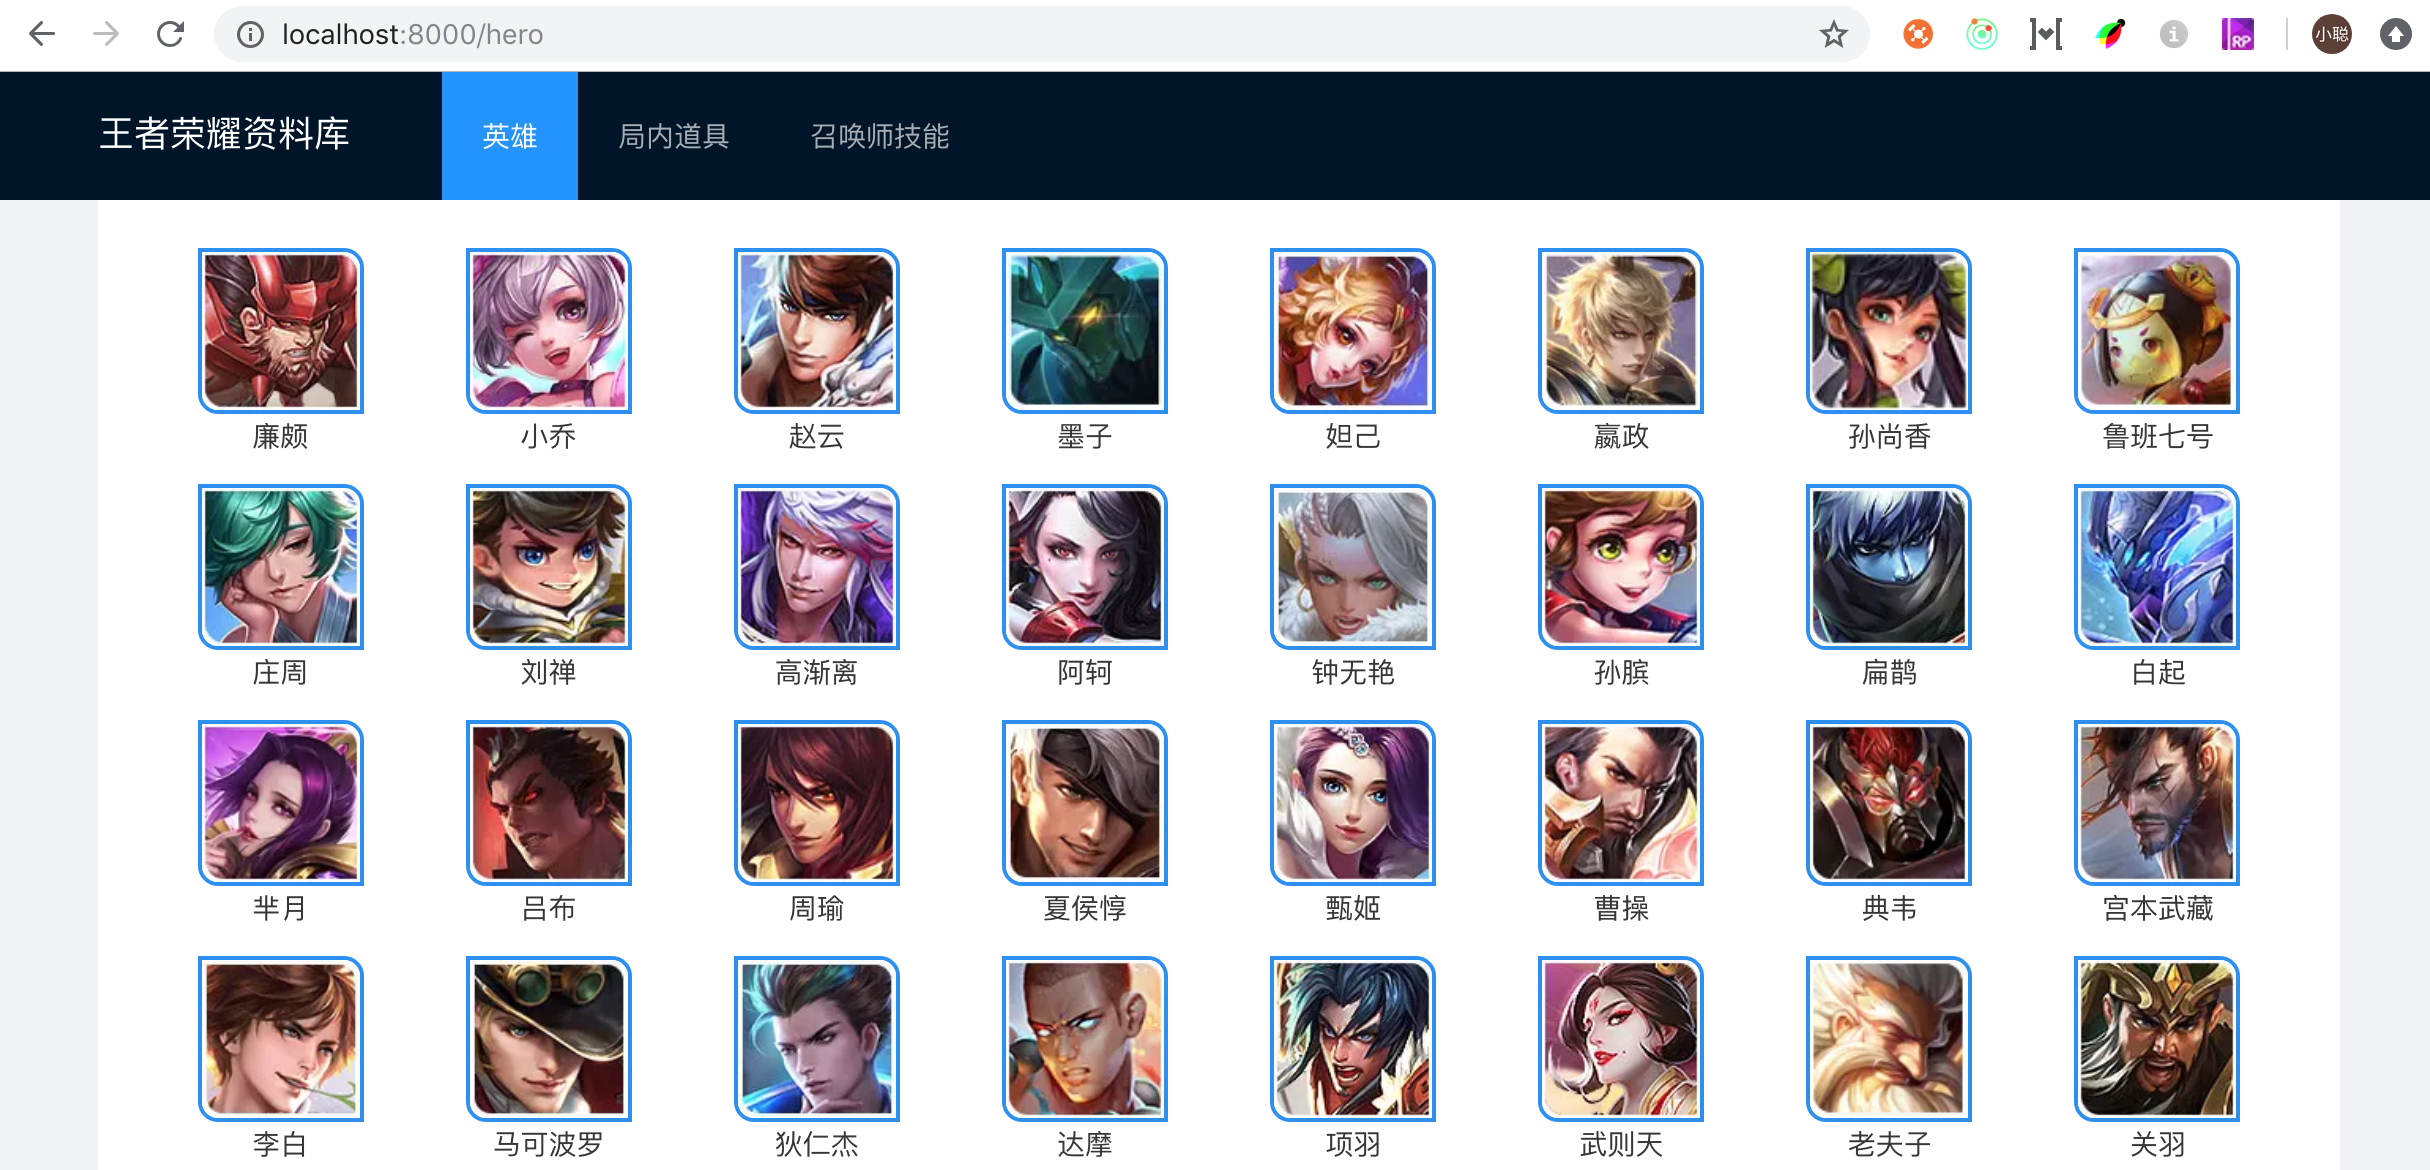 localhost:8000/hero
RP
小聪
王者荣耀资料库 英雄 局内道具 召唤师技能
廉颇 小乔 赵云 墨子 妲己 嬴政 孙尚香 鲁班七号
庄周 刘禅 高渐离 阿轲 钟无艳 孙膑 扁鹊 白起
芈月 吕布 周瑜 夏侯惇 甄姬 曹操 典韦 宫本武藏
李白 马可波罗 狄仁杰 达摩 项羽 武则天 老夫子 关羽